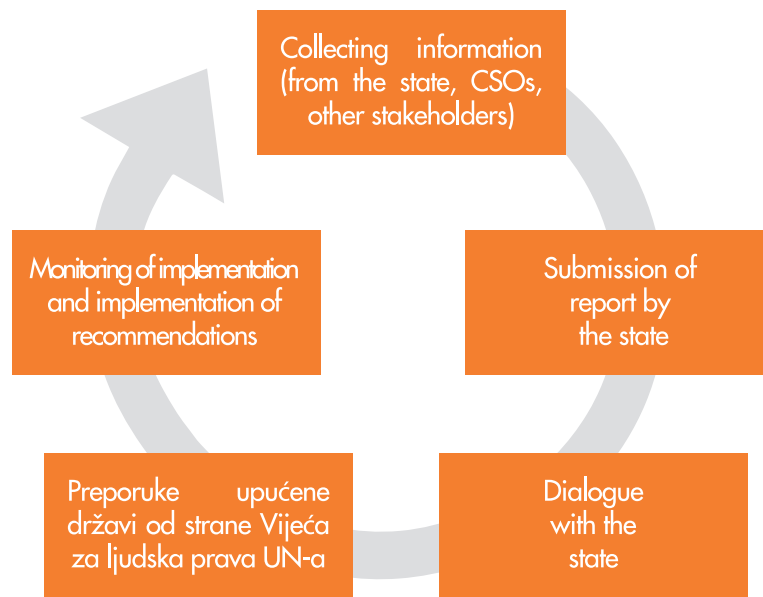 Collecting information
(from the state, CSOs,
other stakeholders)
Submission of
report by
the state
Dialogue
with the
state
Preporuke upućene
državi od strane Vijeća
za ljudska prava UN-a
Monitoring of implementation
and implementation of
recommendations